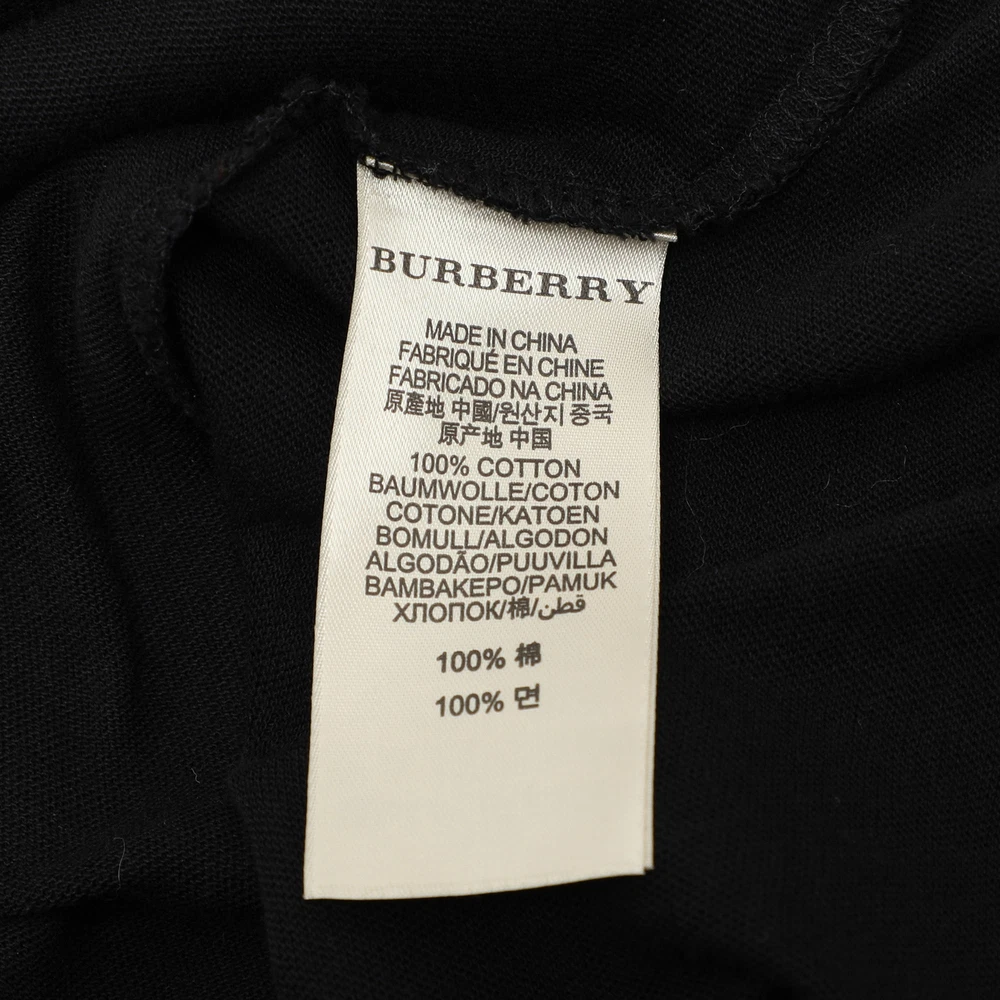 BURBERRY
MADE IN CHINA
FABRIQUÉ EN CHINE
FABRICADO NA CHINA
原產地 中國/원산지 중국
原产地 中国
100% COTTON
BAUMWOLLE/COTON
COTONE/KATOEN
BOMULL/ALGODON
ALGODÃO/PUUVILLA
ΒΑΜΒΑΚΕΡΟ/PAMUK
ХЛОПОК/棉/قطن
100% 棉
100% 면